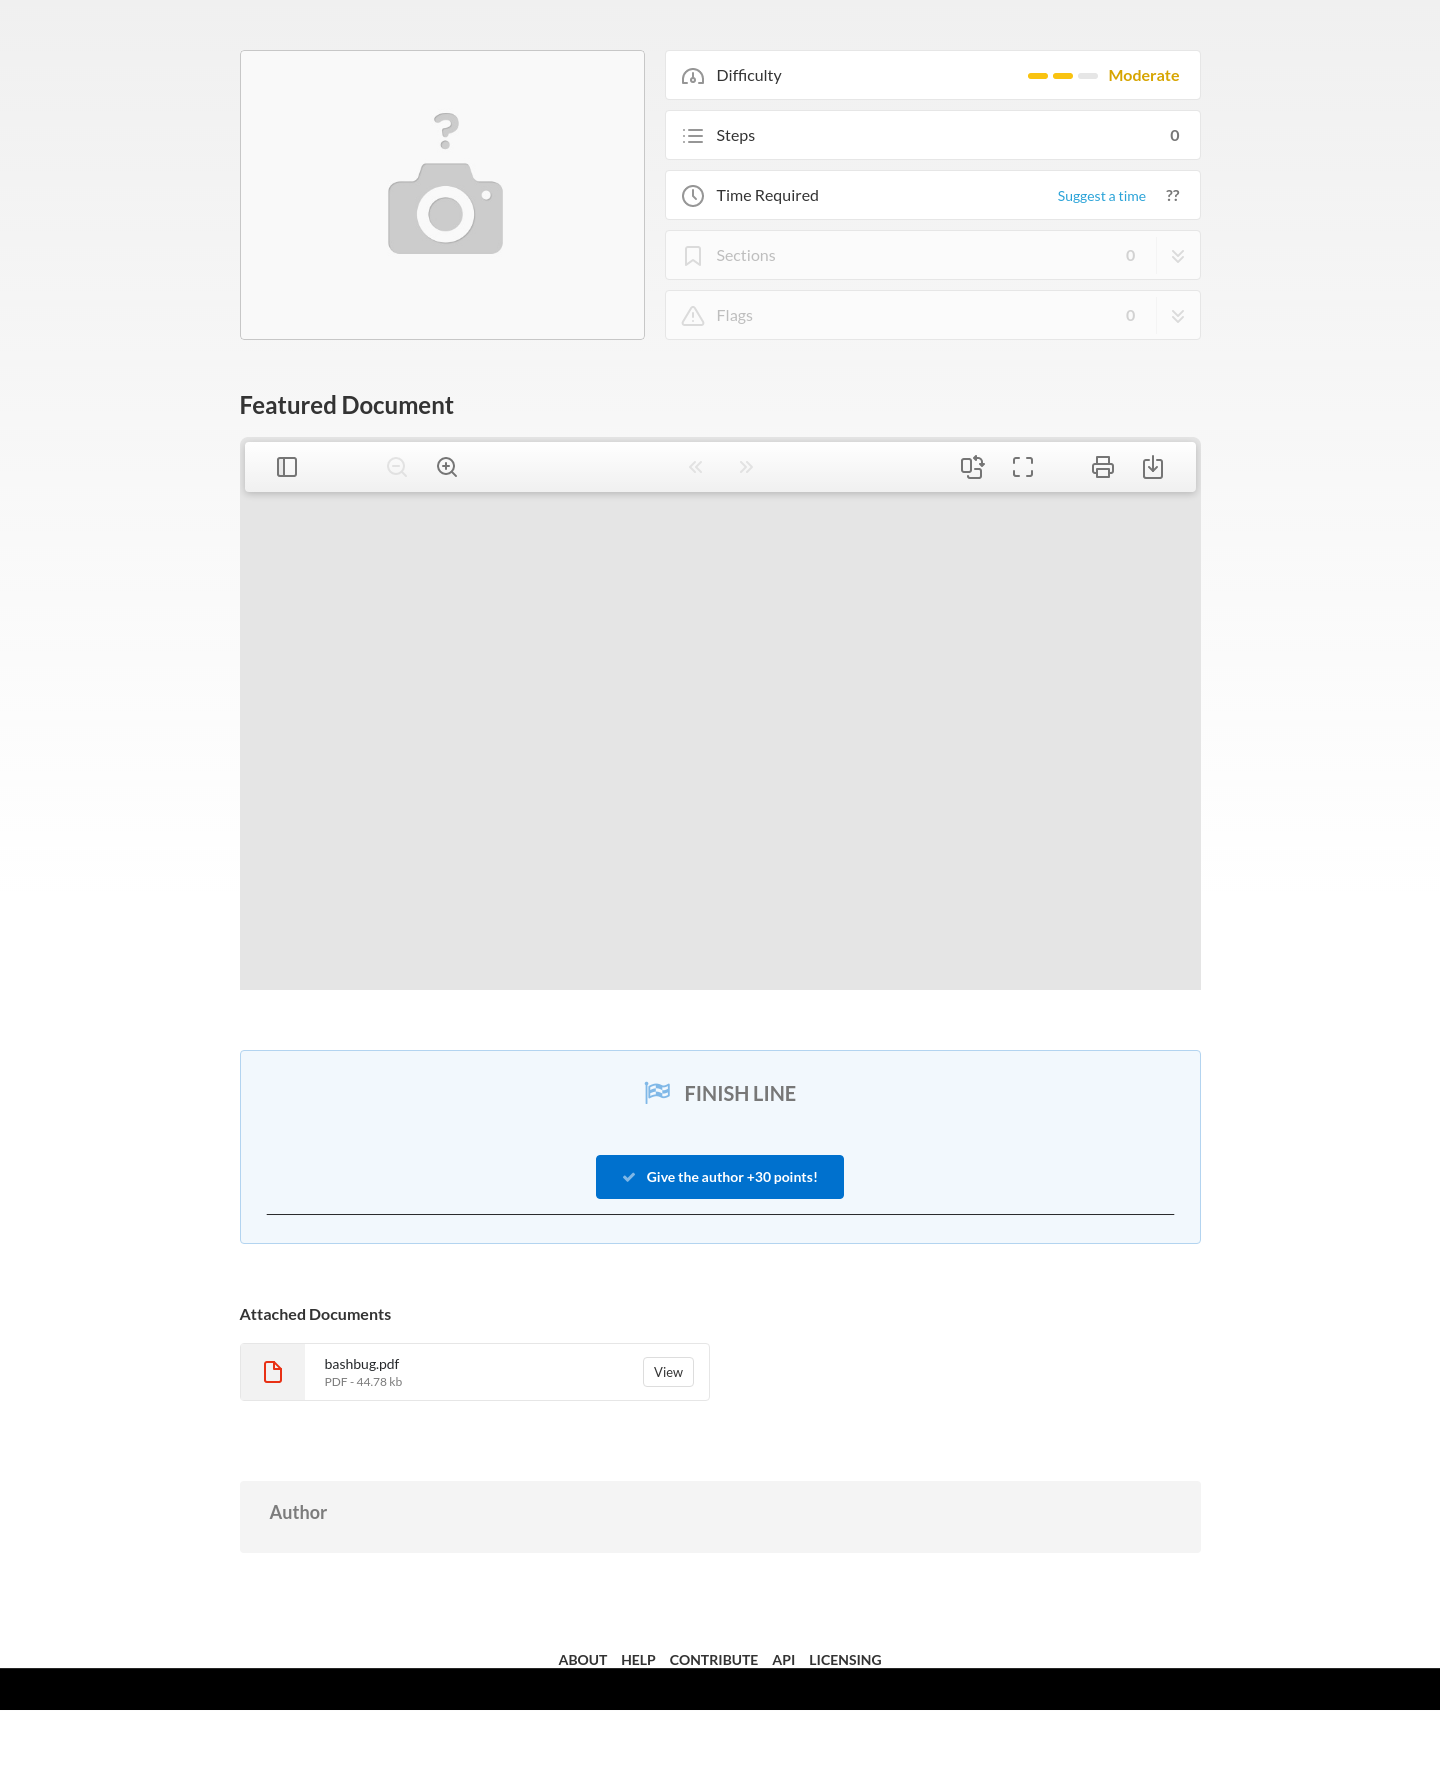 Difficulty Moderate
Steps 0
Time Required Suggest a time ??
Sections 0
Flags 0
Featured Document
FINISH LINE
Give the author +30 points!
Attached Documents
bashbug.pdf
PDF - 44.78 kb
View
Author
ABOUT HELP CONTRIBUTE API LICENSING